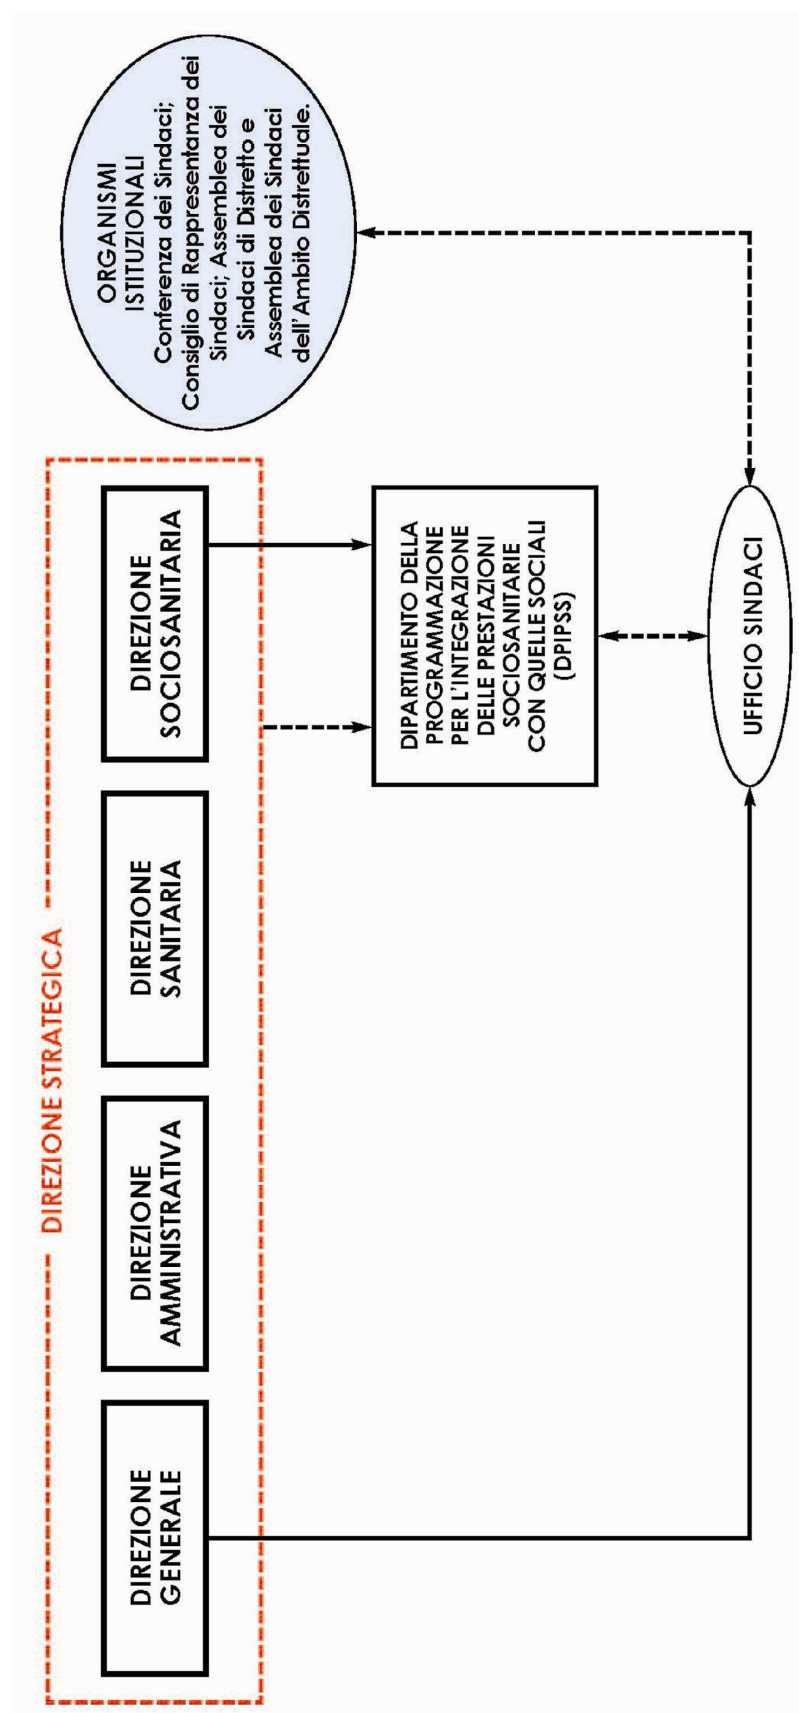 DIREZIONE STRATEGICA
DIREZIONE
GENERALE
DIREZIONE
AMMINISTRATIVA
DIREZIONE
SANITARIA
DIREZIONE
SOCIOSANITARIA
ORGANISMI
ISTITUZIONALI
Conferenza dei Sindaci;
Consiglio di Rappresentanza dei
Sindaci; Assemblea dei
Sindaci di Distretto e
Assemblea dei Sindaci
dell'Ambito Distrettuale.
DIPARTIMENTO DELLA
PROGRAMMAZIONE
PER L'INTEGRAZIONE
DELLE PRESTAZIONI
SOCIOSANITARIE
CON QUELLE SOCIALI
(DPIPSS)
UFFICIO SINDACI